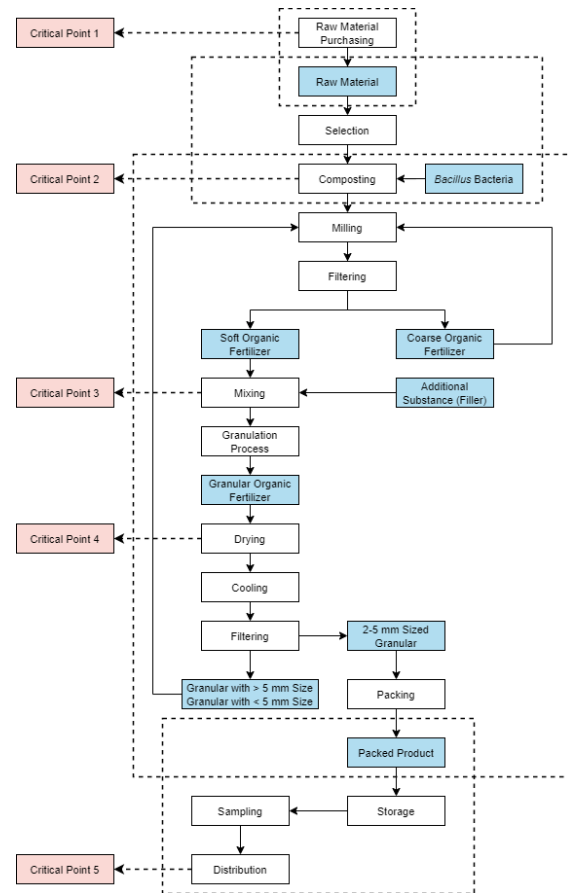 Critical Point 1
Raw Material
Purchasing
Raw Material
Selection
Critical Point 2
Composting
Bacillus Bacteria
Milling
Filtering
Soft Organic
Fertilizer
Coarse Organic
Fertilizer
Critical Point 3
Mixing
Additional
Substance (Filler)
Granulation
Process
Granular Organic
Fertilizer
Critical Point 4
Drying
Cooling
Filtering
2-5 mm Sized
Granular
Granular with > 5 mm Size
Granular with < 5 mm Size
Packing
Packed Product
Sampling
Storage
Critical Point 5
Distribution